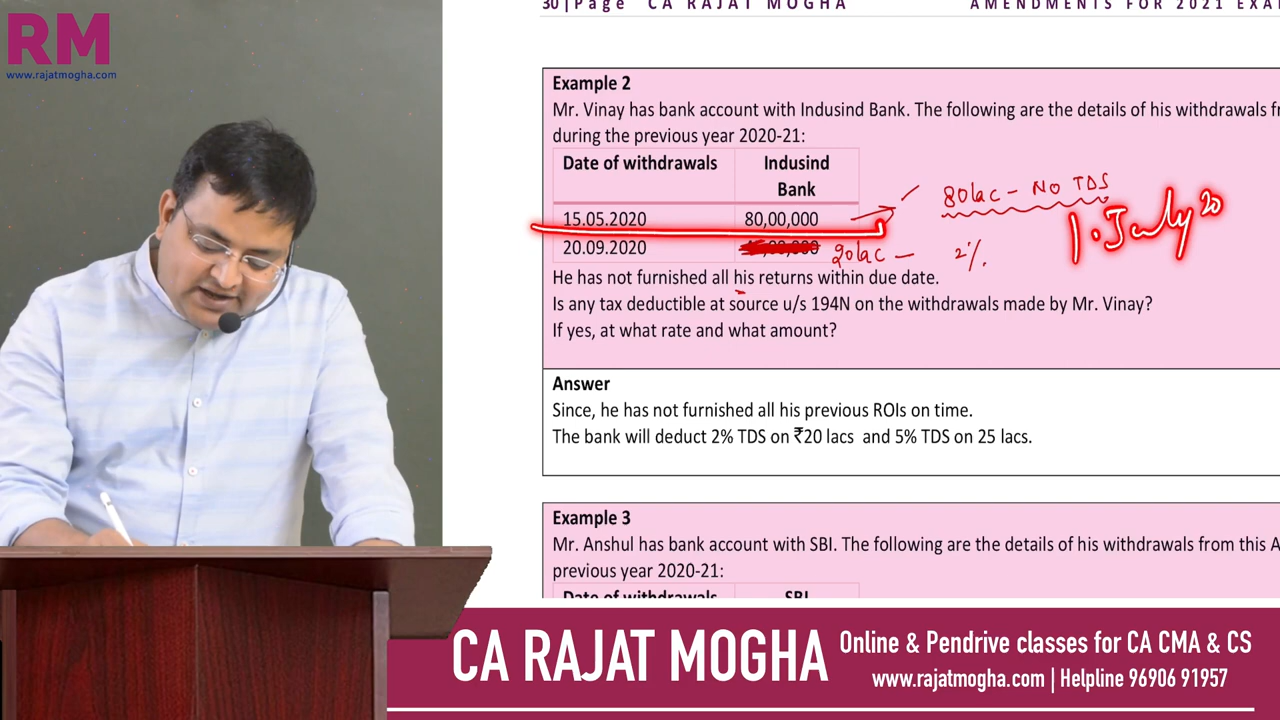 RM
www.rajatmogha.com
30|Page CA RAJAT MOGHA AMENDMENTS FOR 2021 EXA
Example 2
Mr. Vinay has bank account with Indusind Bank. The following are the details of his withdrawals fr
during the previous year 2020-21:
Date of withdrawals Indusind
Bank
15.05.2020 80,00,000
80lac - No TDS
1.July 20
20.09.2020
20lac - 2%.
He has not furnished all his returns within due date.
Is any tax deductible at source u/s 194N on the withdrawals made by Mr. Vinay?
If yes, at what rate and what amount?
Answer
Since, he has not furnished all his previous ROIs on time.
The bank will deduct 2% TDS on ₹20 lacs and 5% TDS on 25 lacs.
Example 3
Mr. Anshul has bank account with SBI. The following are the details of his withdrawals from this A
previous year 2020-21:
Date of withdrawals SBI
CA RAJAT MOGHA
Online & Pendrive classes for CA CMA & CS
www.rajatmogha.com | Helpline 96906 91957